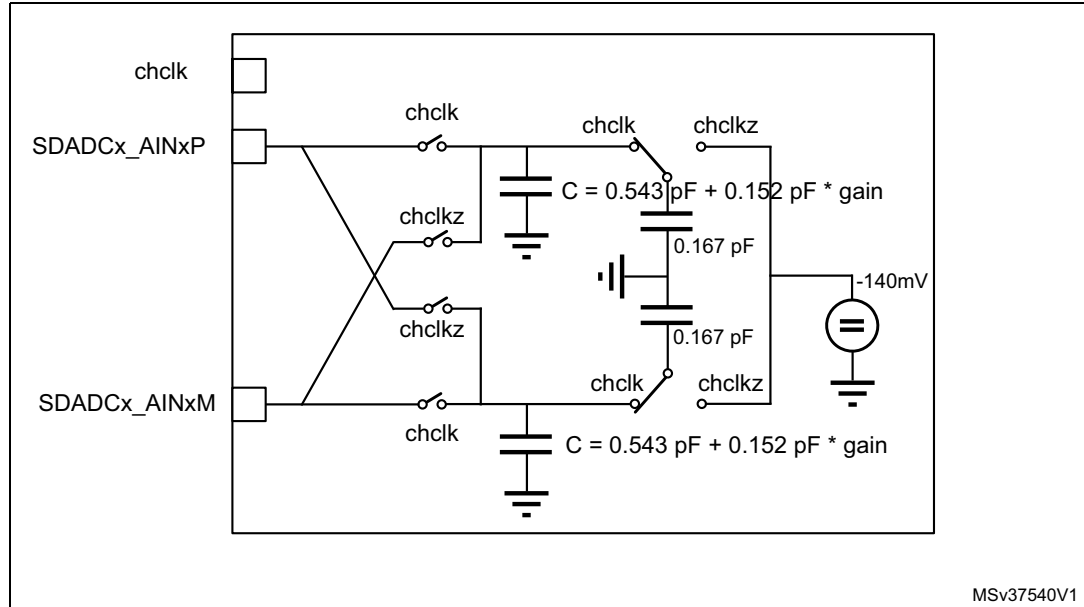 chclk
chclk
chclk
chclkz
SDADCx_AINxP
C = 0.543 pF + 0.152 pF * gain
chclkz
0.167 pF
-140mV
chclkz
0.167 pF
chclk
chclkz
SDADCx_AINxM
chclk
C = 0.543 pF + 0.152 pF * gain
MSv37540V1